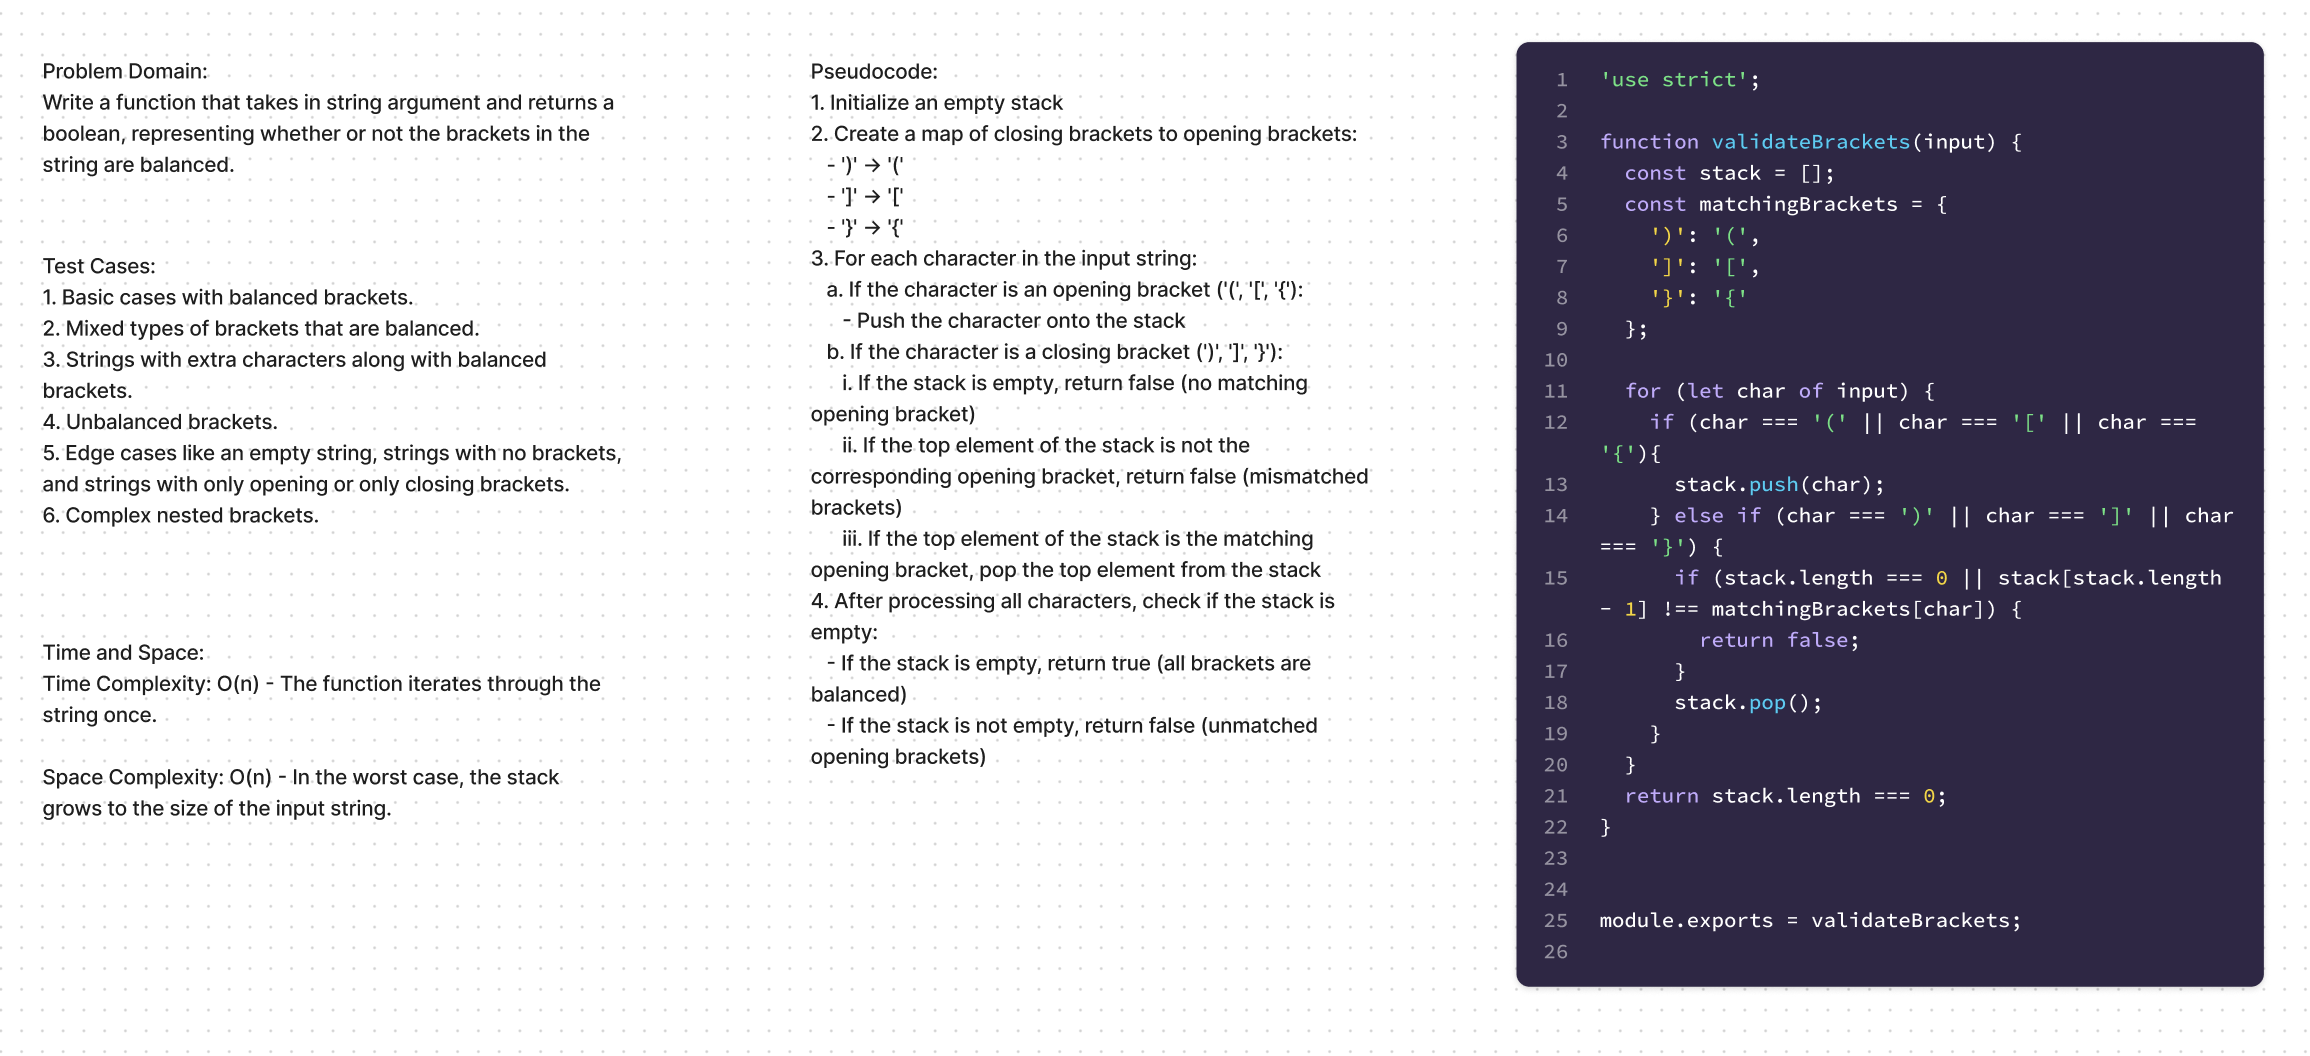 Problem Domain:
Write a function that takes in string argument and returns a
boolean, representing whether or not the brackets in the
string are balanced.
Test Cases:
1. Basic cases with balanced brackets.
2. Mixed types of brackets that are balanced.
3. Strings with extra characters along with balanced
brackets.
4. Unbalanced brackets.
5. Edge cases like an empty string, strings with no brackets,
and strings with only opening or only closing brackets.
6. Complex nested brackets.
Time and Space:
Time Complexity: O(n) - The function iterates through the
string once.
Space Complexity: O(n) - In the worst case, the stack
grows to the size of the input string.
Pseudocode:
1. Initialize an empty stack
2. Create a map of closing brackets to opening brackets:
- ')' → '('
- ']' → '['
- '}' → '{'
3. For each character in the input string:
a. If the character is an opening bracket ('(', '[', '{'):
- Push the character onto the stack
b. If the character is a closing bracket (')', ']', '}'):
i. If the stack is empty, return false (no matching
opening bracket)
ii. If the top element of the stack is not the
corresponding opening bracket, return false (mismatched
brackets)
iii. If the top element of the stack is the matching
opening bracket, pop the top element from the stack
4. After processing all characters, check if the stack is
empty:
- If the stack is empty, return true (all brackets are
balanced)
- If the stack is not empty, return false (unmatched
opening brackets)
1 'use strict';
2
3 function validateBrackets(input) {
4 const stack = [];
5 const matchingBrackets = {
6 ')': '(',
7 ']': '[',
8 '}': '{'
9 };
10
11 for (let char of input) {
12 if (char === '(' || char === '[' || char ===
'{'){
13 stack.push(char);
14 } else if (char === ')' || char === ']' || char
=== '}') {
15 if (stack.length === 0 || stack[stack.length
- 1] !== matchingBrackets[char]) {
16 return false;
17 }
18 stack.pop();
19 }
20 }
21 return stack.length === 0;
22 }
23
24
25 module.exports = validateBrackets;
26